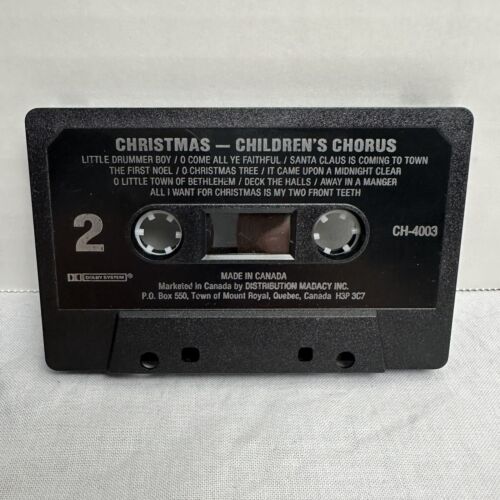 CHRISTMAS — CHILDREN'S CHORUS
LITTLE DRUMMER BOY / O COME ALL YE FAITHFUL / SANTA CLAUS IS COMING TO TOWN
THE FIRST NOEL / O CHRISTMAS TREE / IT CAME UPON A MIDNIGHT CLEAR
O LITTLE TOWN OF BETHLEHEM / DECK THE HALLS / AWAY IN A MANGER
ALL I WANT FOR CHRISTMAS IS MY TWO FRONT TEETH
2
CH-4003
DOLBY SYSTEM
MADE IN CANADA
Marketed in Canada by DISTRIBUTION MADACY INC.
P.O. Box 550, Town of Mount Royal, Quebec, Canada H3P 3C7